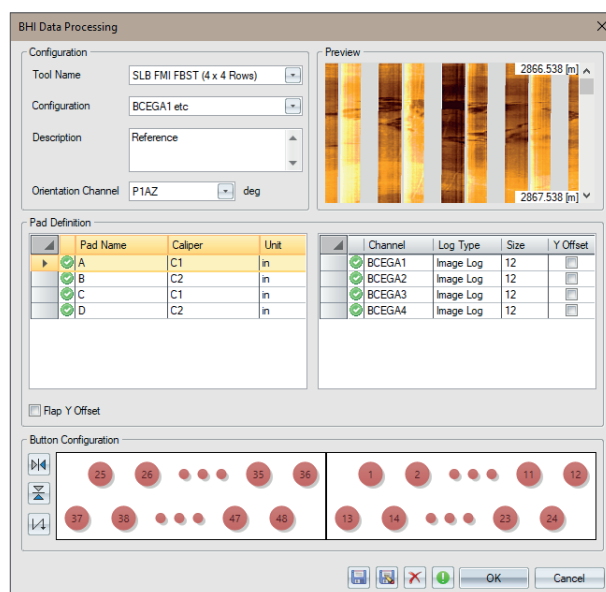 BHI Data Processing
Configuration
Tool Name SLB FMI FBST (4 x 4 Rows)
Configuration BCEGA1 etc
Description Reference
Orientation Channel P1AZ deg
Preview
2866.538 [m]
2867.538 [m]
Pad Definition
Pad Name Caliper Unit
A C1 in
B C2 in
C C1 in
D C2 in
Channel Log Type Size Y Offset
BCEGA1 Image Log 12
BCEGA2 Image Log 12
BCEGA3 Image Log 12
BCEGA4 Image Log 12
Flap Y Offset
Button Configuration
25 26 35 36 1 2 11 12
37 38 47 48 13 14 23 24
OK Cancel